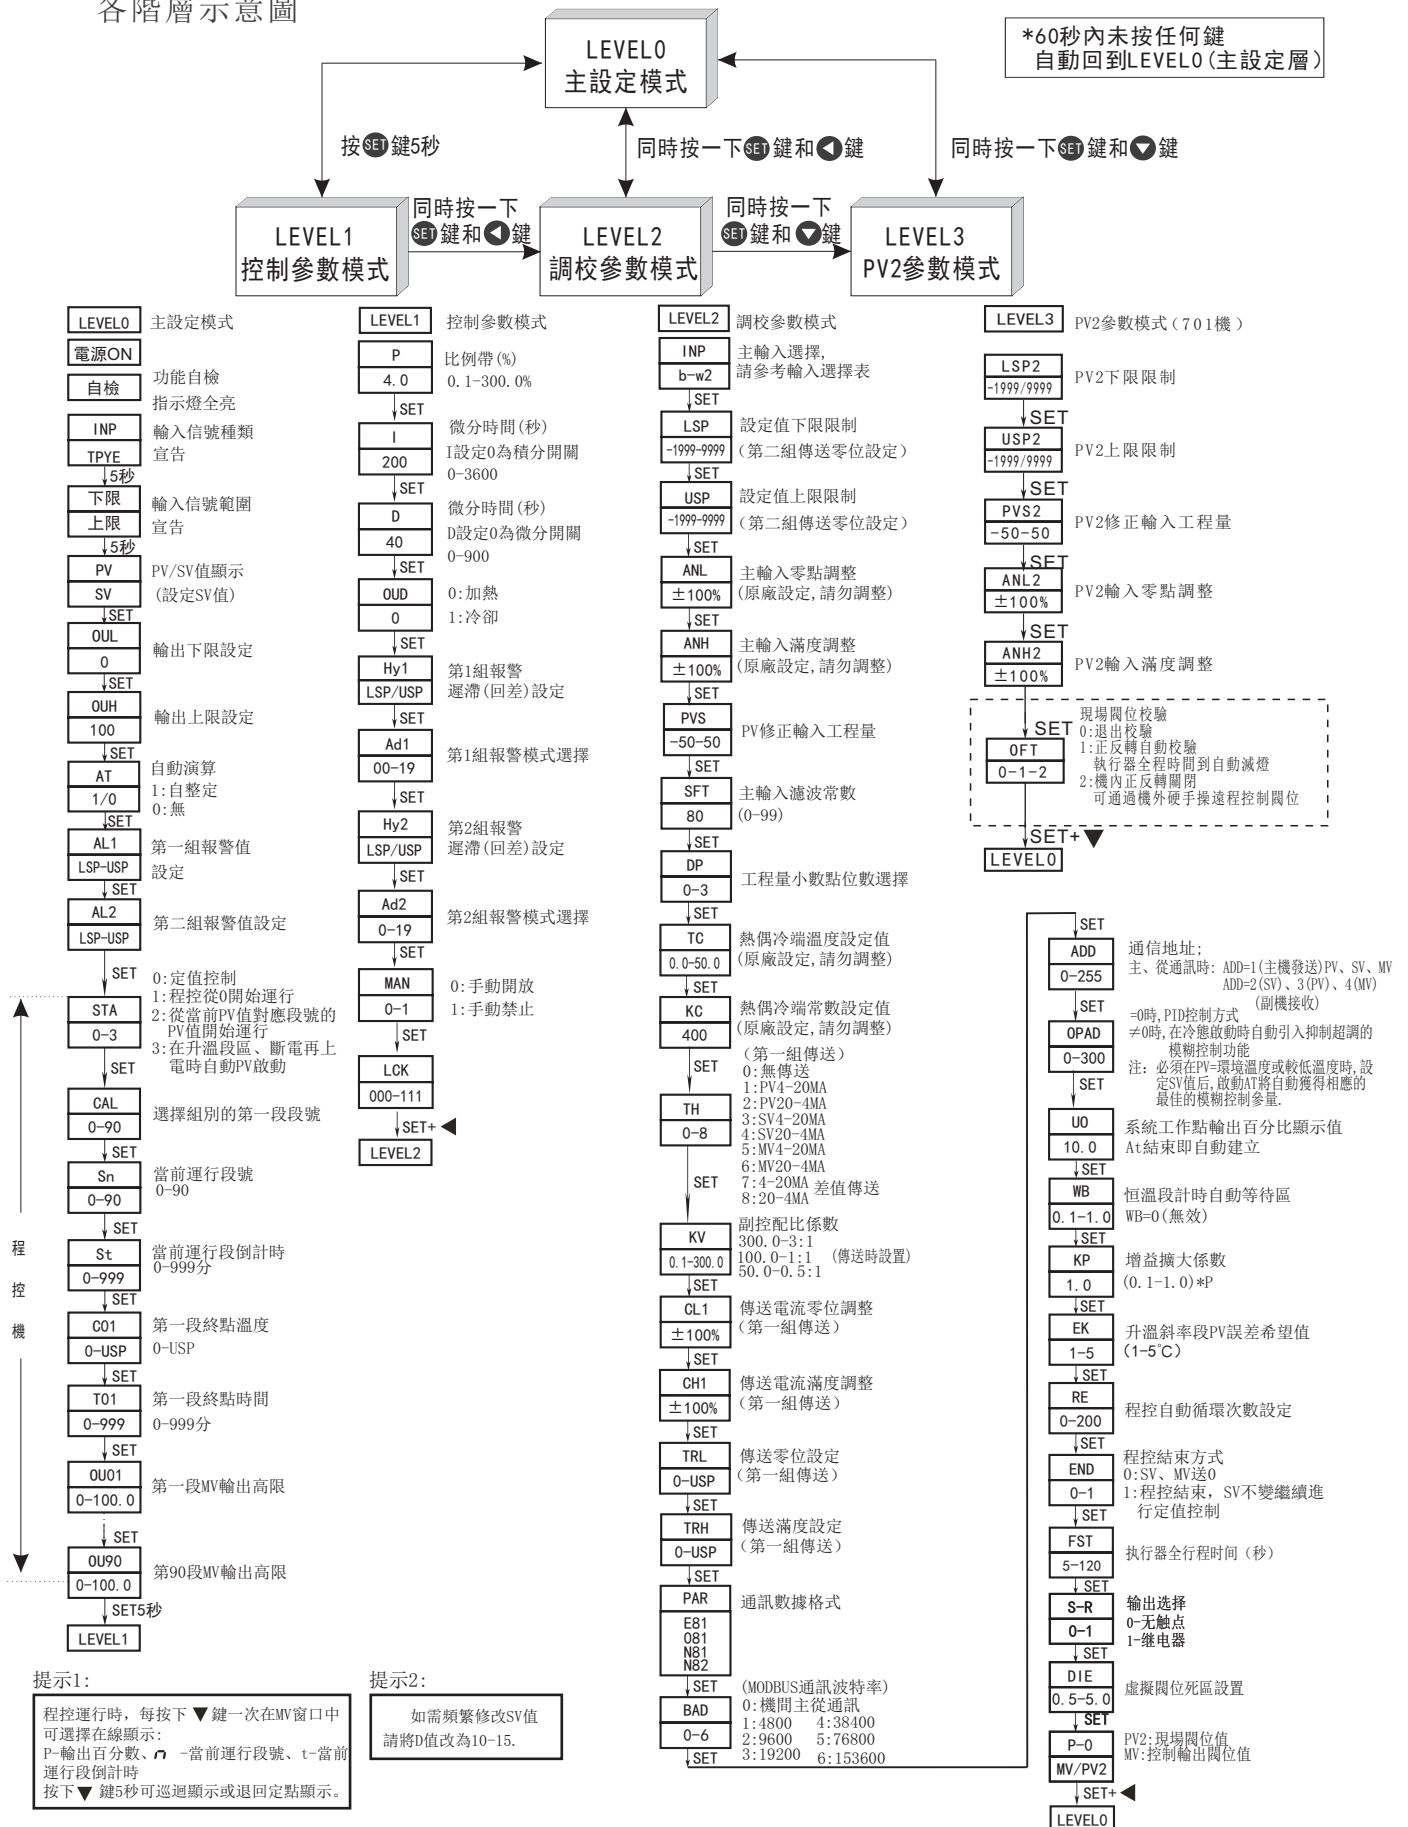 各階層示意圖
LEVEL0
主設定模式
*60秒內未按任何鍵
自動回到LEVEL0(主設定層)
按SET鍵5秒
同時按一下SET鍵和◀鍵
同時按一下SET鍵和▼鍵
LEVEL1
控制參數模式
同時按一下
SET鍵和◀鍵
LEVEL2
調校參數模式
同時按一下
SET鍵和▼鍵
LEVEL3
PV2參數模式
LEVEL0 主設定模式
電源ON
自檢
功能自檢
指示燈全亮
INP
TPYE
輸入信號種類
宣告
5秒
下限
上限
輸入信號範圍
宣告
5秒
PV
SV
PV/SV值顯示
(設定SV值)
SET
OUL
0
輸出下限設定
SET
OUH
100
輸出上限設定
SET
AT
1/0
自動演算
1:自整定
0:無
SET
AL1
LSP-USP
第一組報警值
設定
SET
AL2
LSP-USP
第二組報警值設定
SET
STA
0-3
0:定值控制
1:程控從0開始運行
2:從當前PV值對應段號的
PV值開始運行
3:在升溫段區、斷電再上
電時自動PV啟動
SET
CAL
0-90
選擇組別的第一段段號
SET
Sn
0-90
當前運行段號
0-90
SET
St
0-999
當前運行段倒計時
0-999分
SET
C01
0-USP
第一段終點溫度
0-USP
SET
T01
0-999
第一段終點時間
0-999分
SET
OU01
0-100.0
第一段MV輸出高限
SET
OU90
0-100.0
第90段MV輸出高限
SET5秒
LEVEL1
程
控
機
LEVEL1 控制參數模式
P
4.0
比例帶(%)
0.1-300.0%
SET
I
200
微分時間(秒)
I設定0為積分開關
0-3600
SET
D
40
微分時間(秒)
D設定0為微分開關
0-900
SET
OUD
0
0:加熱
1:冷卻
SET
Hy1
LSP/USP
第1組報警
遲滯(回差)設定
SET
Ad1
00-19
第1組報警模式選擇
SET
Hy2
LSP/USP
第2組報警
遲滯(回差)設定
SET
Ad2
0-19
第2組報警模式選擇
SET
MAN
0-1
0:手動開放
1:手動禁止
SET
LCK
000-111
SET+◀
LEVEL2
LEVEL2 調校參數模式
INP
b-w2
主輸入選擇,
請參考輸入選擇表
SET
LSP
-1999-9999
設定值下限限制
(第二組傳送零位設定)
SET
USP
-1999-9999
設定值上限限制
(第二組傳送零位設定)
SET
ANL
±100%
主輸入零點調整
(原廠設定,請勿調整)
SET
ANH
±100%
主輸入滿度調整
(原廠設定,請勿調整)
SET
PVS
-50-50
PV修正輸入工程量
SET
SFT
80
主輸入濾波常數
(0-99)
SET
DP
0-3
工程量小數點位數選擇
SET
TC
0.0-50.0
熱偶冷端溫度設定值
(原廠設定,請勿調整)
SET
KC
400
熱偶冷端常數設定值
(原廠設定,請勿調整)
SET
TH
0-8
(第一組傳送)
0:無傳送
1:PV4-20MA
2:PV20-4MA
3:SV4-20MA
4:SV20-4MA
5:MV4-20MA
6:MV20-4MA
7:4-20MA 差值傳送
8:20-4MA
SET
KV
0.1-300.0
副控配比係數
300.0-3:1
100.0-1:1 (傳送時設置)
50.0-0.5:1
SET
CL1
±100%
傳送電流零位調整
(第一組傳送)
SET
CH1
±100%
傳送電流滿度調整
(第一組傳送)
SET
TRL
0-USP
傳送零位設定
(第一組傳送)
SET
TRH
0-USP
傳送滿度設定
(第一組傳送)
SET
PAR
E81
O81
N81
N82
通訊數據格式
SET
BAD
0-6
(MODBUS通訊波特率)
0:機間主從通訊
1:4800 4:38400
2:9600 5:76800
3:19200 6:153600
SET
LEVEL3 PV2參數模式(701機)
LSP2
-1999/9999
PV2下限限制
SET
USP2
-1999/9999
PV2上限限制
SET
PVS2
-50-50
PV2修正輸入工程量
SET
ANL2
±100%
PV2輸入零點調整
SET
ANH2
±100%
PV2輸入滿度調整
SET
OFT
0-1-2
現場閥位校驗
0:退出校驗
1:正反轉自動校驗
執行器全程時間到自動滅燈
2:機內正反轉關閉
可通過機外硬手操遠程控制閥位
SET+▼
LEVEL0
SET
ADD
0-255
通信地址;
主、從通訊時: ADD=1(主機發送)PV、SV、MV
ADD=2(SV)、3(PV)、4(MV)
(副機接收)
SET
OPAD
0-300
=0時,PID控制方式
≠0時,在冷態啟動時自動引入抑制超調的
模糊控制功能
注: 必須在PV=環境溫度或較低溫度時,設
定SV值后,啟動AT將自動獲得相應的
最佳的模糊控制參量.
SET
UO
10.0
系統工作點輸出百分比顯示值
At結束即自動建立
SET
WB
0.1-1.0
恒溫段計時自動等待區
WB=0(無效)
SET
KP
1.0
增益擴大係數
(0.1-1.0)*P
SET
EK
1-5
升溫斜率段PV誤差希望值
(1-5℃)
SET
RE
0-200
程控自動循環次數設定
SET
END
0-1
程控結束方式
0:SV、MV送0
1:程控結束, SV不變繼續進
行定值控制
SET
FST
5-120
执行器全行程时间(秒)
SET
S-R
0-1
输出选择
0-无触点
1-继电器
SET
DIE
0.5-5.0
虛擬閥位死區設置
SET
P-0
MV/PV2
PV2:現場閥位值
MV:控制輸出閥位值
SET+◀
LEVEL0
提示1:
程控運行時, 每按下▼鍵一次在MV窗口中
可選擇在線顯示:
P-輸出百分數、n -當前運行段號、t-當前
運行段倒計時
按下▼鍵5秒可巡迴顯示或退回定點顯示。
提示2:
如需頻繁修改SV值
請將D值改為10-15.